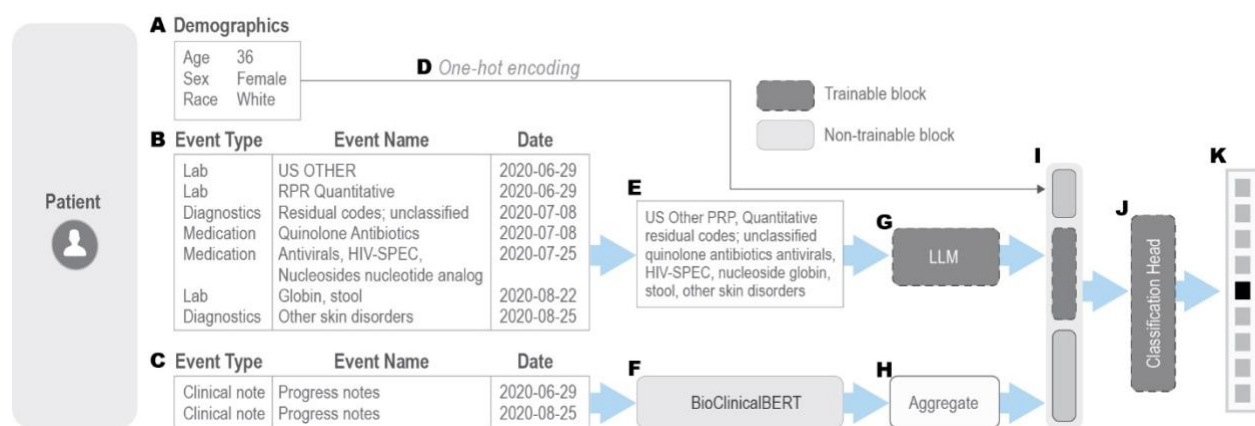 Patient
A Demographics
Age 36
Sex Female
Race White
D One-hot encoding
Trainable block
Non-trainable block
B Event Type Event Name Date
Lab US OTHER 2020-06-29
Lab RPR Quantitative 2020-06-29
Diagnostics Residual codes; unclassified 2020-07-08
Medication Quinolone Antibiotics 2020-07-08
Medication Antivirals, HIV-SPEC, 2020-07-25
Nucleosides nucleotide analog
Lab Globin, stool 2020-08-22
Diagnostics Other skin disorders 2020-08-25
E
US Other PRP, Quantitative
residual codes; unclassified
quinolone antibiotics antivirals,
HIV-SPEC, nucleoside globin,
stool, other skin disorders
G
LLM
I
J
Classification Head
K
C Event Type Event Name Date
Clinical note Progress notes 2020-06-29
Clinical note Progress notes 2020-08-25
F
BioClinicalBERT
H
Aggregate